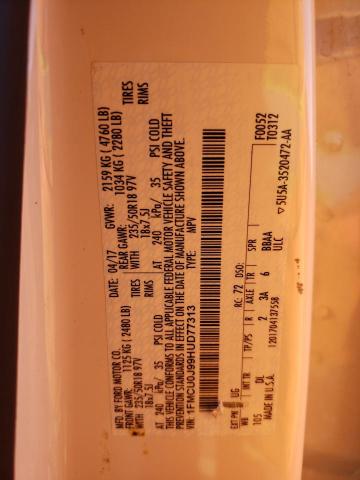 MFD. BY FORD MOTOR CO.
DATE: 04/17 GVWR: 2159 KG (4760 LB)
FRONT GAWR: 1125 KG (2480 LB) REAR GAWR: 1034 KG (2280 LB)
WITH 235/50R18 97V TIRES WITH 235/50R18 97V TIRES
18x7.5J RIMS 18x7.5J RIMS
AT 240 kPa/ 35 PSI COLD AT 240 kPa/ 35 PSI COLD
THIS VEHICLE CONFORMS TO ALL APPLICABLE FEDERAL MOTOR VEHICLE SAFETY AND THEFT
PREVENTION STANDARDS IN EFFECT ON THE DATE OF MANUFACTURE SHOWN ABOVE.
VIN: 1FMCU0J99HUD77313 TYPE: MPV
F0052
T0312
EXT PNT: UG RC: 72 DSO:
WB INT TR TP/PS R AXLE TR SPR
105 DL 2 3A 6 BBAA
MADE IN U.S.A. ULC
1201704137558 ▽ 5U5A-3520472-AA